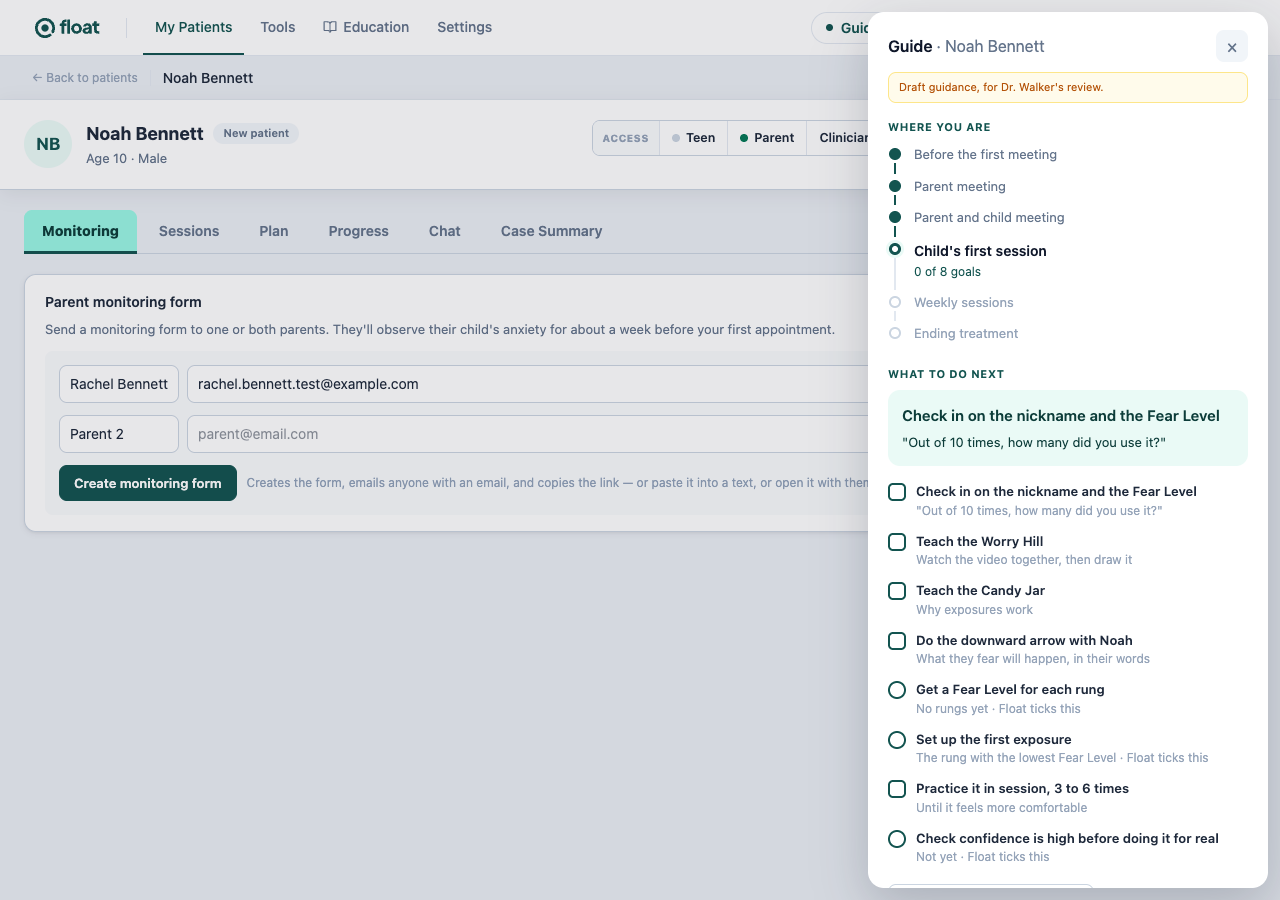 float
My Patients
Tools
Education
Settings
← Back to patients
Noah Bennett
NB
Noah Bennett
New patient
Age 10 · Male
ACCESS
Teen
Parent
Monitoring
Sessions
Plan
Progress
Chat
Case Summary
Parent monitoring form
Send a monitoring form to one or both parents. They'll observe their child's anxiety for about a week before your first appointment.
Rachel Bennett
rachel.bennett.test@example.com
Parent 2
parent@email.com
Create monitoring form
Creates the form, emails anyone with an email, and copies the link — or paste it into a text, or open it with
Guide · Noah Bennett
×
Draft guidance, for Dr. Walker's review.
WHERE YOU ARE
Before the first meeting
Parent meeting
Parent and child meeting
Child's first session
0 of 8 goals
Weekly sessions
Ending treatment
WHAT TO DO NEXT
Check in on the nickname and the Fear Level
"Out of 10 times, how many did you use it?"
Check in on the nickname and the Fear Level
"Out of 10 times, how many did you use it?"
Teach the Worry Hill
Watch the video together, then draw it
Teach the Candy Jar
Why exposures work
Do the downward arrow with Noah
What they fear will happen, in their words
Get a Fear Level for each rung
No rungs yet · Float ticks this
Set up the first exposure
The rung with the lowest Fear Level · Float ticks this
Practice it in session, 3 to 6 times
Until it feels more comfortable
Check confidence is high before doing it for real
Not yet · Float ticks this